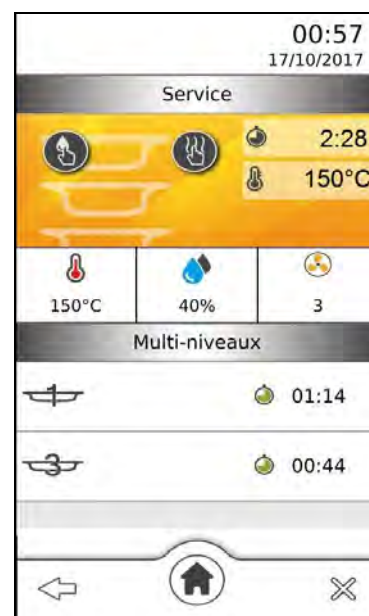 00:57
17/10/2017
Service
2:28
150°C
150°C 40% 3
Multi-niveaux
1 01:14
3 00:44